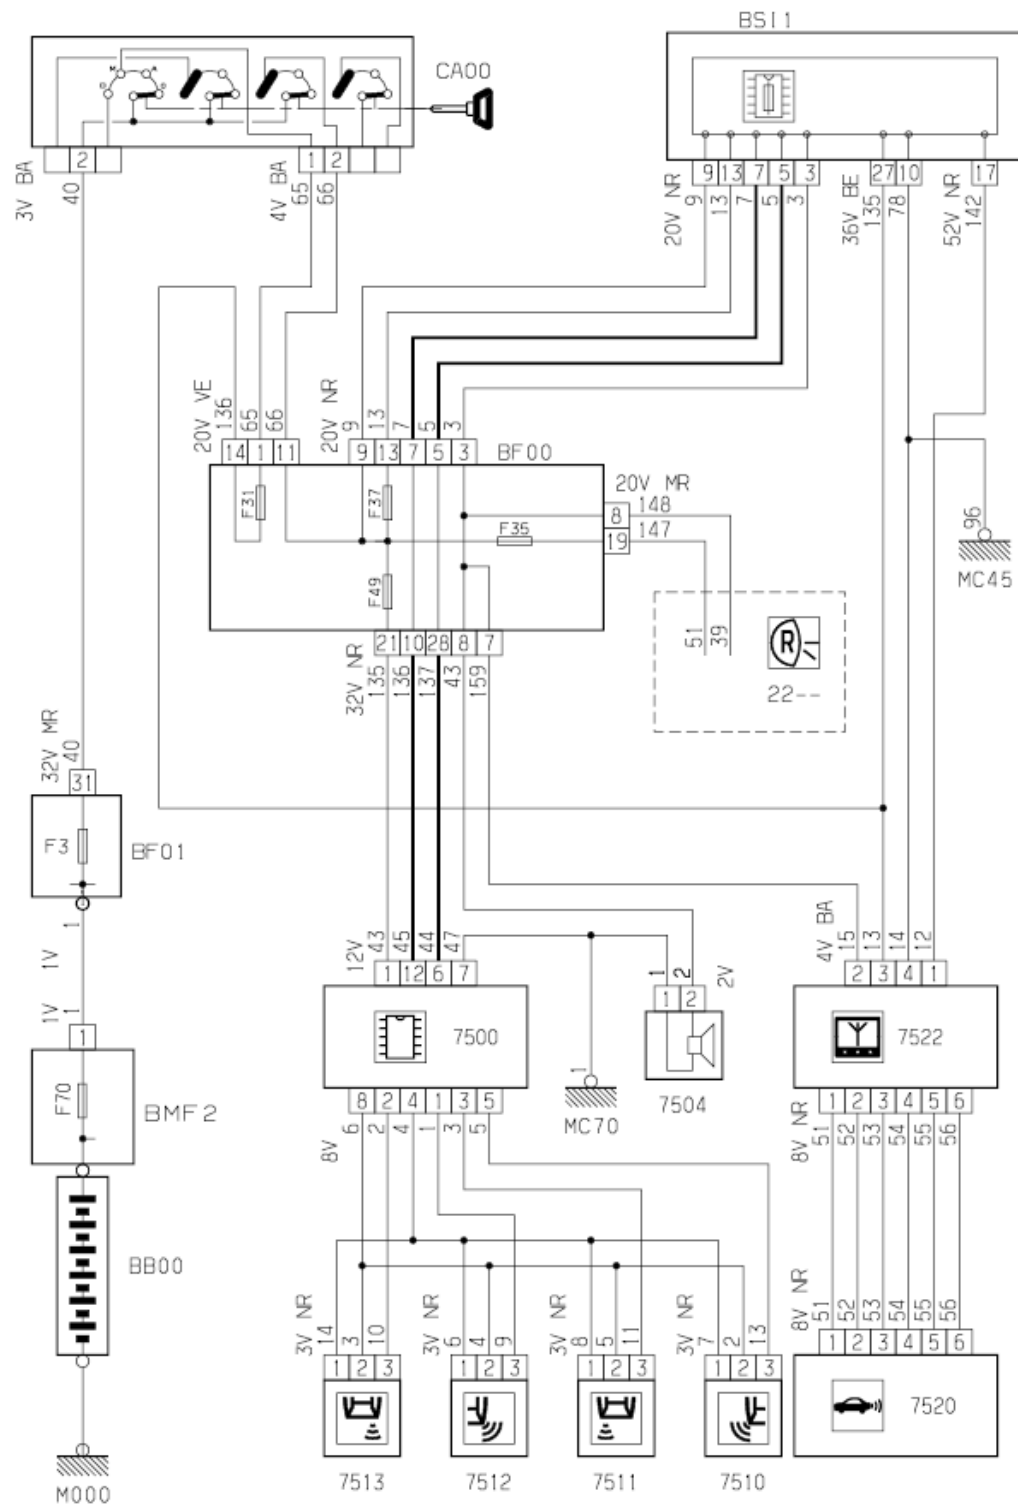 BSI1
CA00
M A
D D
2
1 2
9 13 7 5 3 27 10 17
3V BA 40
4V BA 65 66
20V NR 9 13 7 5 3
36V BE 135 78
52V NR 142
20V VE 136 65 66
20V NR 9 13 7 5 3
14 1 11 9 13 7 5 3
BF00
20V MR
148
8
147
19
F31
F37
F35
F49
96
MC45
21 10 28 8 7
32V NR 135 136 137 43 159
51 39
R
22--
32V MR 40
31
F3
BF01
1
1V
1V 1
1
F70
BMF2
BB00
M000
12V 43 45 44 47
1 12 6 7
7500
8 2 4 1 3 5
8V 6 2 4 1 3 5
1 2 2V
1 2
7504
1
MC70
4V BA 15 13 14 12
2 3 4 1
7522
1 2 3 4 5 6
8V NR 51 52 53 54 55 56
8V NR 51 52 53 54 55 56
1 2 3 4 5 6
7520
3V NR 14 3 10
3V NR 6 4 9
3V NR 8 5 11
3V NR 7 2 13
1 2 3
1 2 3
1 2 3
1 2 3
7513
7512
7511
7510